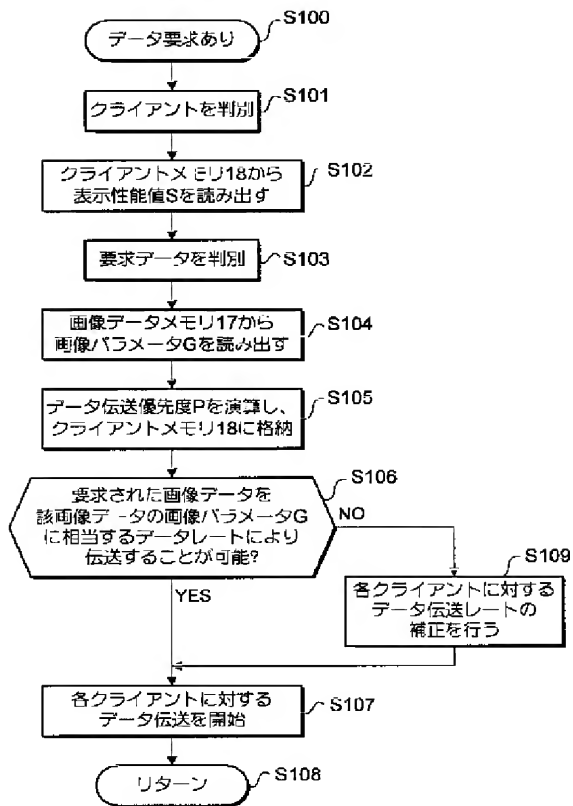 データ要求あり
S100
クライアントを判別
S101
クライアントメモリ18から
表示性能値Sを読み出す
S102
要求データを判別
S103
画像データメモリ17から
画像パラメータGを読み出す
S104
データ伝送優先度Pを演算し、
クライアントメモリ18に格納
S105
要求された画像データを
該画像データの画像パラメータG
に相当するデータレートにより
伝送することが可能?
S106
NO
YES
各クライアントに対する
データ伝送レートの
補正を行う
S109
各クライアントに対する
データ伝送を開始
S107
リターン
S108